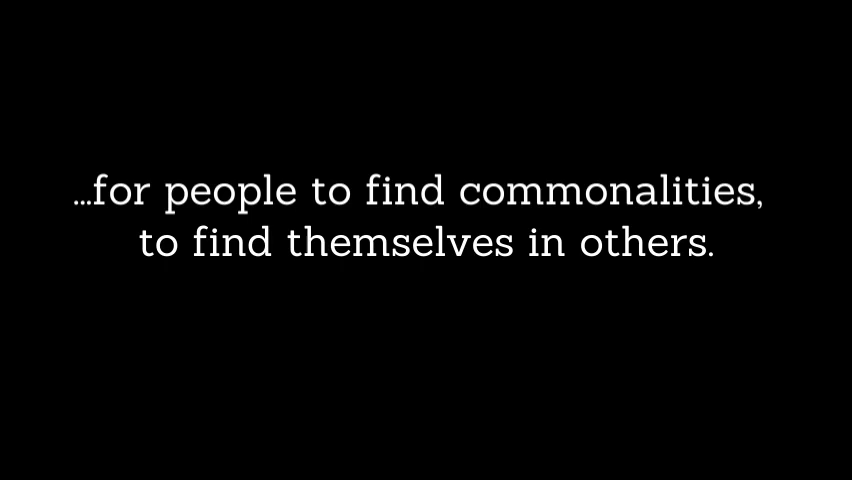 ...for people to find commonalities,
to find themselves in others.